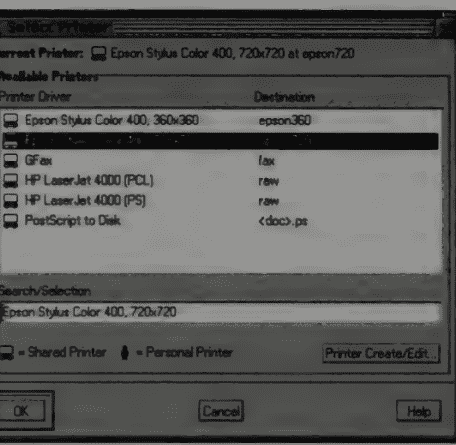 Select Printer
Current Printer: Epson Stylus Color 400, 720x720 at epson720
Available Printers
Printer Driver Destination
Epson Stylus Color 400, 360x360 epson360
GFax fax
HP LaserJet 4000 (PCL) raw
HP LaserJet 4000 (PS) raw
PostScript to Disk <doc>.ps
Search/Selection
Epson Stylus Color 400, 720x720
= Shared Printer = Personal Printer Printer Create/Edit...
OK Cancel Help